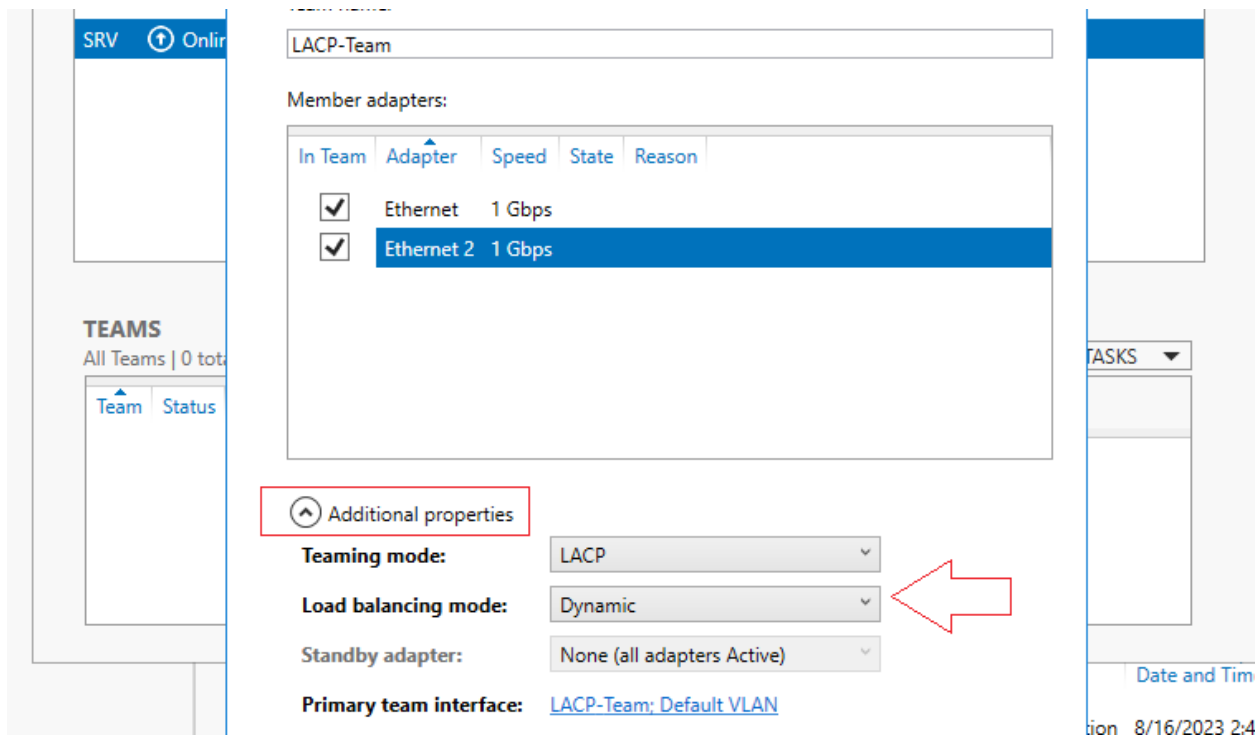 SRV Onlin
LACP-Team
Member adapters:
In Team Adapter Speed State Reason
Ethernet 1 Gbps
Ethernet 2 1 Gbps
TEAMS
All Teams | 0 tota
TASKS
Team Status
Additional properties
Teaming mode: LACP
Load balancing mode: Dynamic
Standby adapter: None (all adapters Active)
Date and Tim
Primary team interface: LACP-Team; Default VLAN
tion 8/16/2023 2:4